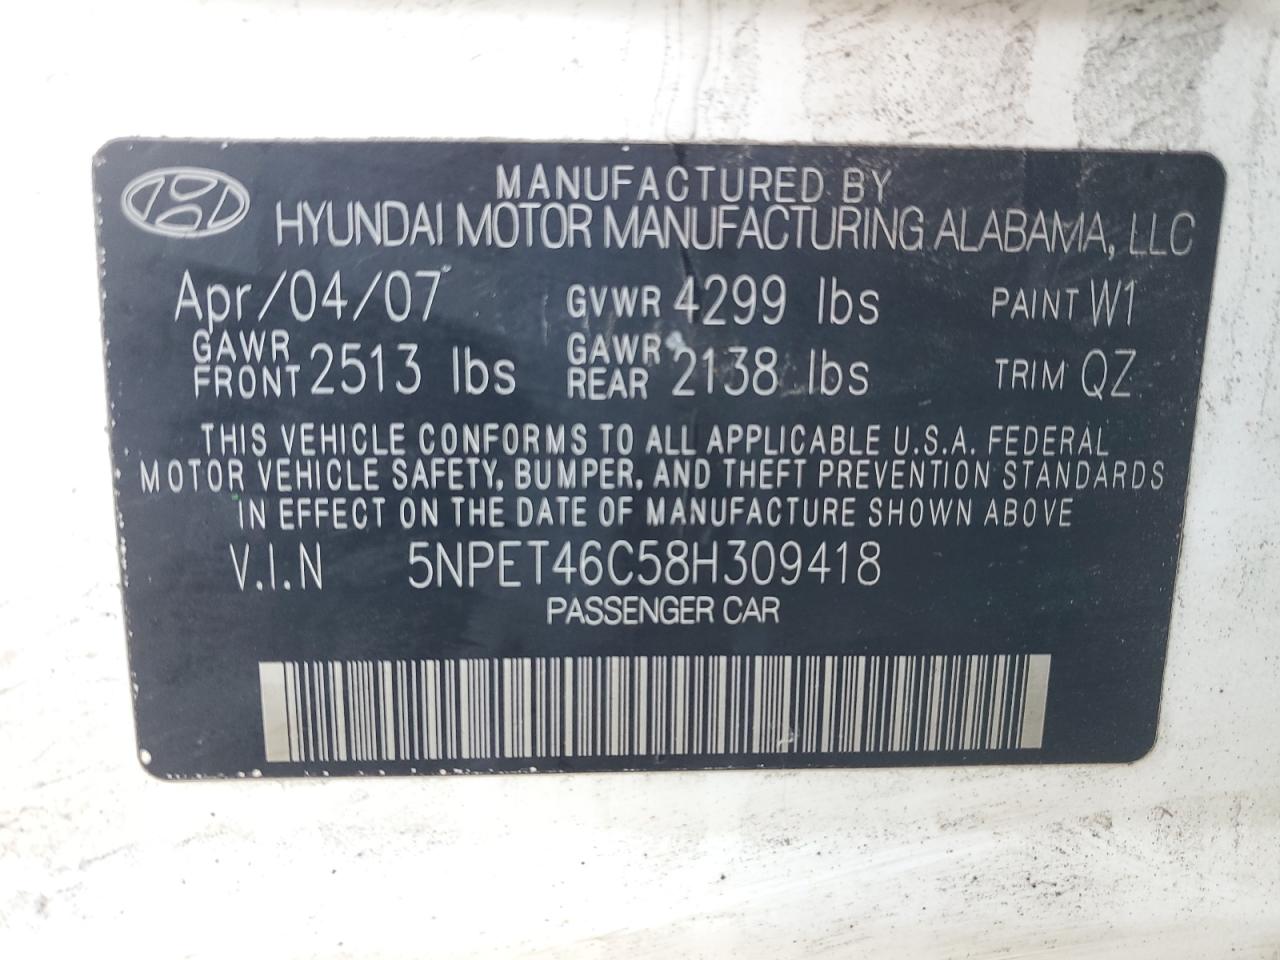 MANUFACTURED BY
HYUNDAI MOTOR MANUFACTURING ALABAMA, LLC
Apr/04/07 GVWR 4299 lbs PAINT W1
GAWR FRONT 2513 lbs GAWR REAR 2138 lbs TRIM QZ
THIS VEHICLE CONFORMS TO ALL APPLICABLE U.S.A. FEDERAL
MOTOR VEHICLE SAFETY, BUMPER, AND THEFT PREVENTION STANDARDS
IN EFFECT ON THE DATE OF MANUFACTURE SHOWN ABOVE
V.I.N 5NPET46C58H309418
PASSENGER CAR